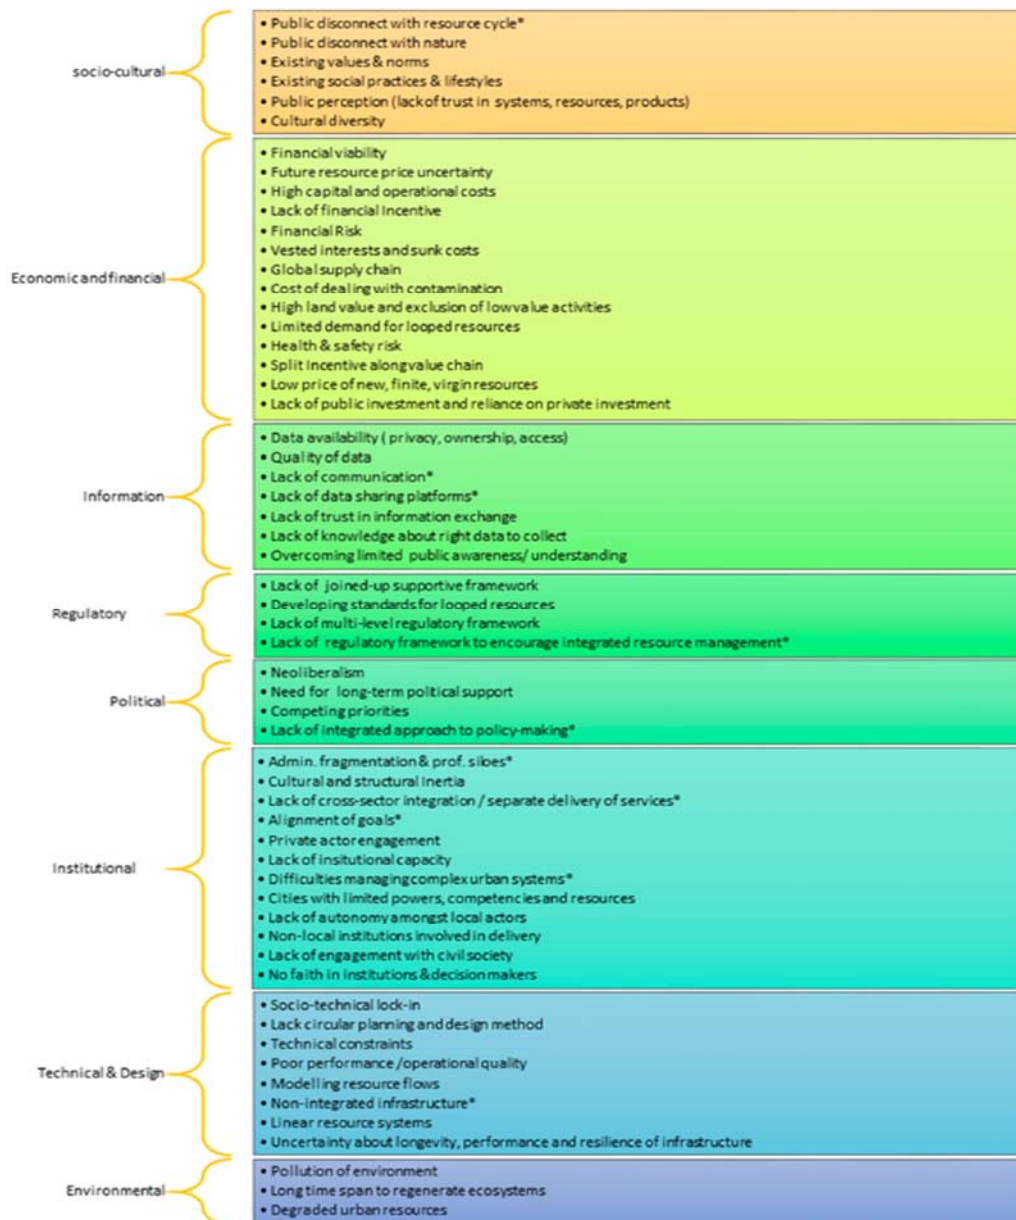 socio-cultural
• Public disconnect with resource cycle*
• Public disconnect with nature
• Existing values & norms
• Existing social practices & lifestyles
• Public perception (lack of trust in systems, resources, products)
• Cultural diversity
Economic and financial
• Financial viability
• Future resource price uncertainty
• High capital and operational costs
• Lack of financial Incentive
• Financial Risk
• Vested interests and sunk costs
• Global supply chain
• Cost of dealing with contamination
• High land value and exclusion of low value activities
• Limited demand for looped resources
• Health & safety risk
• Split Incentive along value chain
• Low price of new, finite, virgin resources
• Lack of public investment and reliance on private investment
Information
• Data availability ( privacy, ownership, access)
• Quality of data
• Lack of communication*
• Lack of data sharing platforms*
• Lack of trust in information exchange
• Lack of knowledge about right data to collect
• Overcoming limited public awareness/ understanding
Regulatory
• Lack of joined-up supportive framework
• Developing standards for looped resources
• Lack of multi-level regulatory framework
• Lack of regulatory framework to encourage integrated resource management*
Political
• Neoliberalism
• Need for long-term political support
• Competing priorities
• Lack of integrated approach to policy-making*
Institutional
• Admin. fragmentation & prof. siloes*
• Cultural and structural Inertia
• Lack of cross-sector integration / separate delivery of services*
• Alignment of goals*
• Private actor engagement
• Lack of insitutional capacity
• Difficulties managing complex urban systems*
• Cities with limited powers, competencies and resources
• Lack of autonomy amongst local actors
• Non-local institutions involved in delivery
• Lack of engagement with civil society
• No faith in institutions & decision makers
Technical & Design
• Socio-technical lock-in
• Lack circular planning and design method
• Technical constraints
• Poor performance /operational quality
• Modelling resource flows
• Non-integrated infrastructure*
• Linear resource systems
• Uncertainty about longevity, performance and resilience of infrastructure
Environmental
• Pollution of environment
• Long time span to regenerate ecosystems
• Degraded urban resources